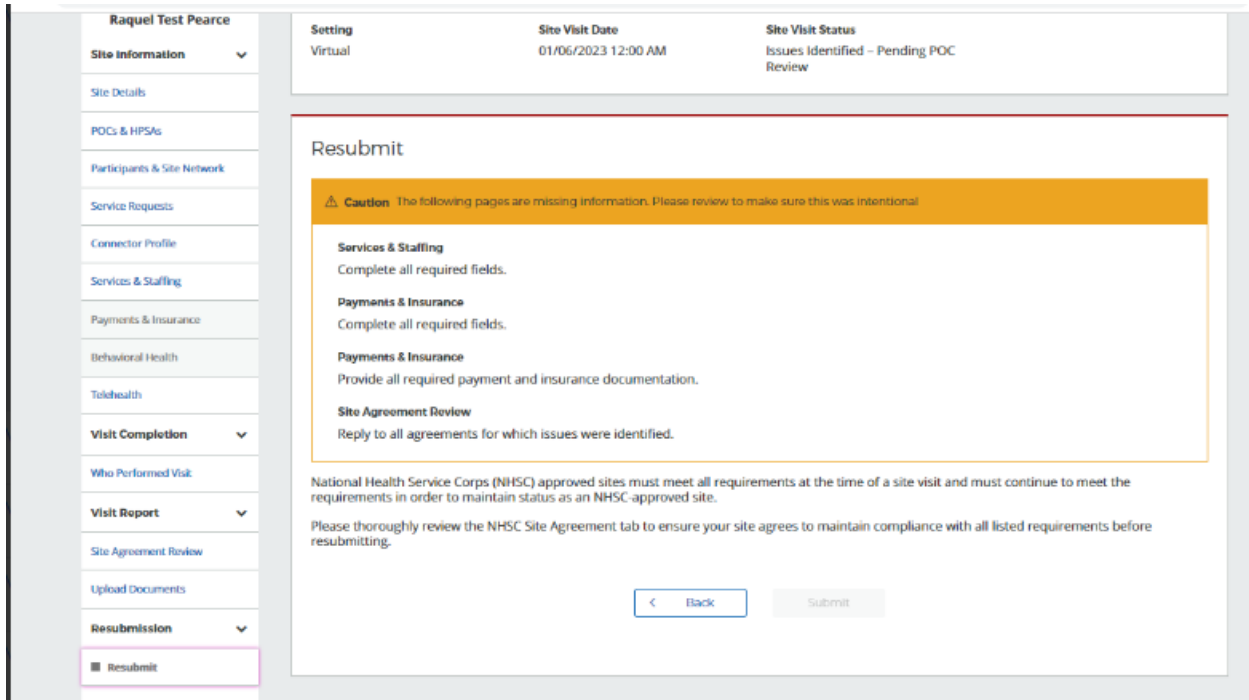 Raquel Test Pearce
Site Information
Site Details
POCs & HPSAs
Participants & Site Network
Service Requests
Connector Profile
Services & Staffing
Payments & Insurance
Behavioral Health
Telehealth
Visit Completion
Who Performed Visit
Visit Report
Site Agreement Review
Upload Documents
Resubmission
Resubmit
Setting
Virtual
Site Visit Date
01/06/2023 12:00 AM
Site Visit Status
Issues Identified – Pending POC
Review
Resubmit
Caution The following pages are missing information. Please review to make sure this was intentional
Services & Staffing
Complete all required fields.
Payments & Insurance
Complete all required fields.
Payments & Insurance
Provide all required payment and insurance documentation.
Site Agreement Review
Reply to all agreements for which issues were identified.
National Health Service Corps (NHSC) approved sites must meet all requirements at the time of a site visit and must continue to meet the
requirements in order to maintain status as an NHSC-approved site.
Please thoroughly review the NHSC Site Agreement tab to ensure your site agrees to maintain compliance with all listed requirements before
resubmitting.
Back
Submit